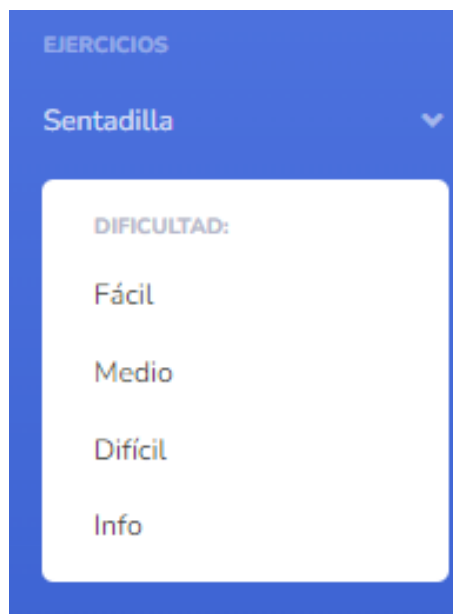 EJERCICIOS
Sentadilla
DIFICULTAD:
Fácil
Medio
Difícil
Info